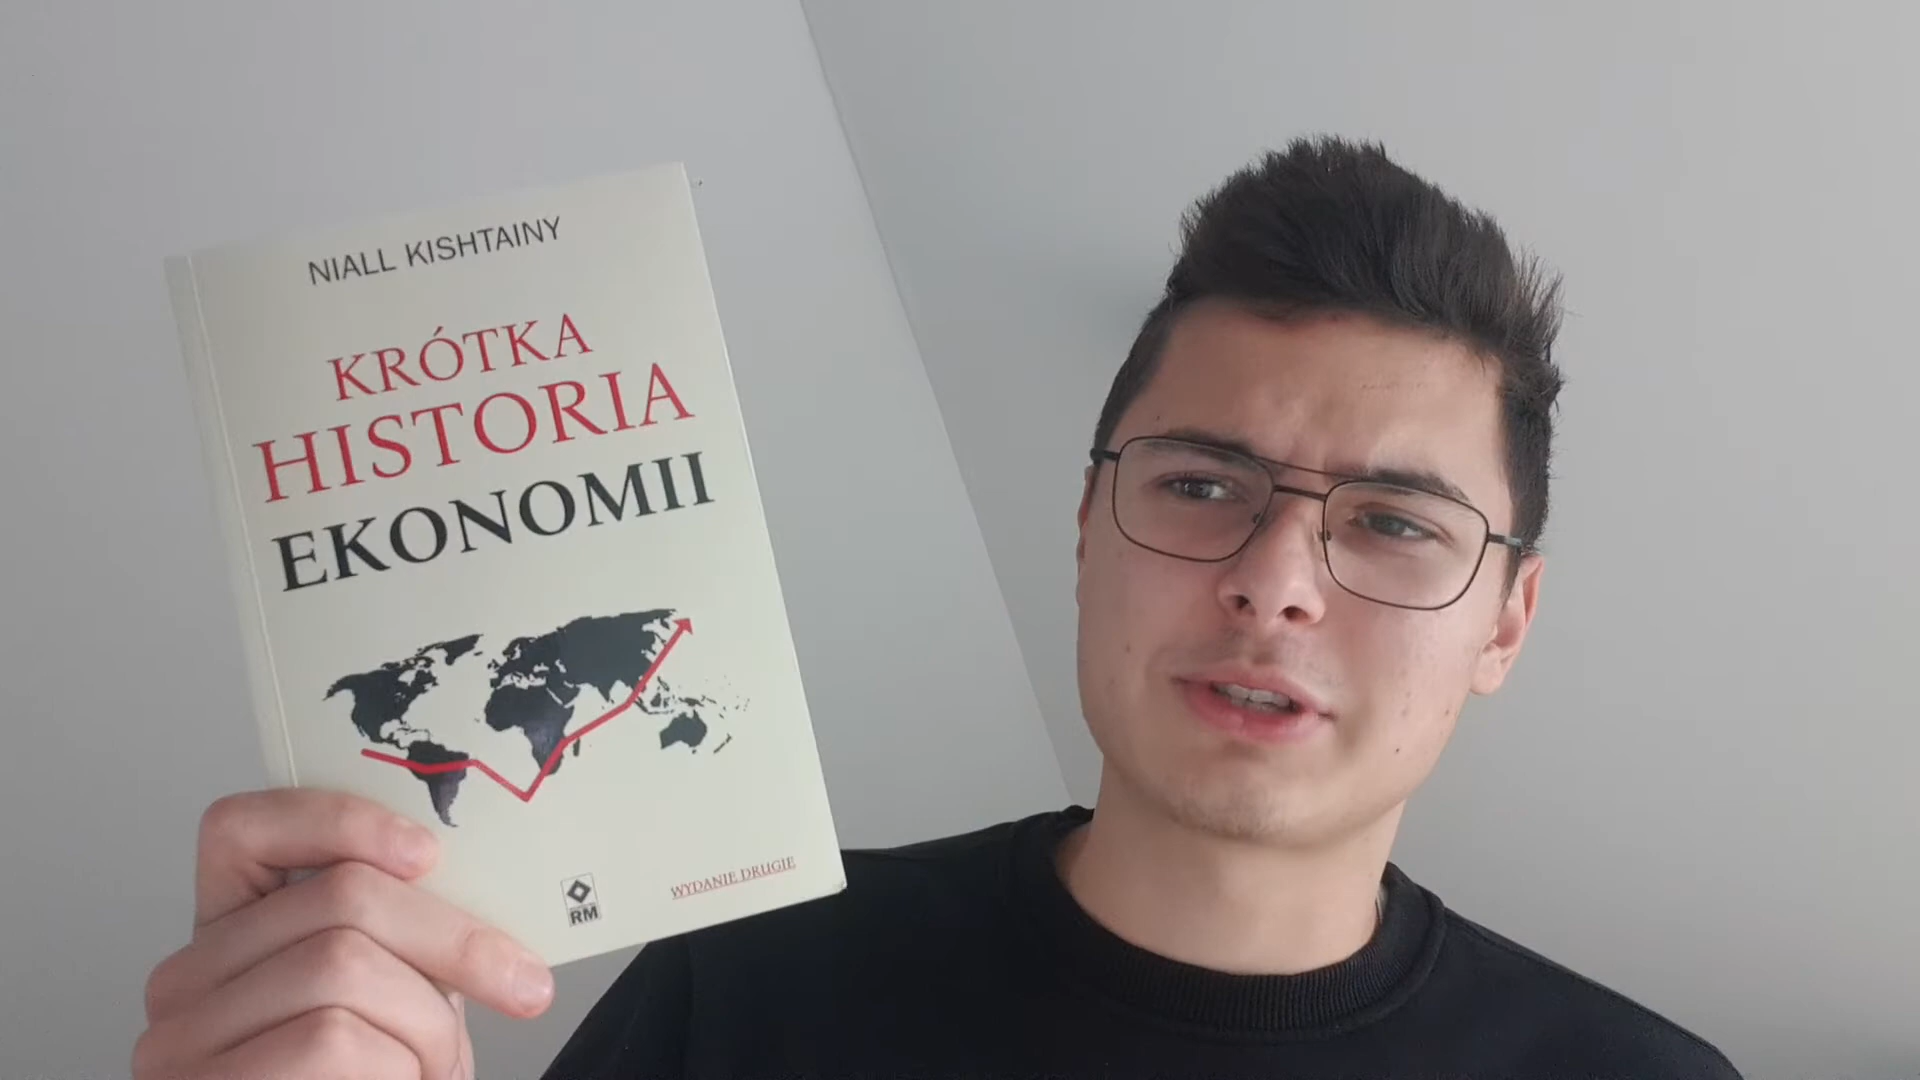 NIALL KISHTAINY
KRÓTKA
HISTORIA
EKONOMII
RM
WYDANIE DRUGIE